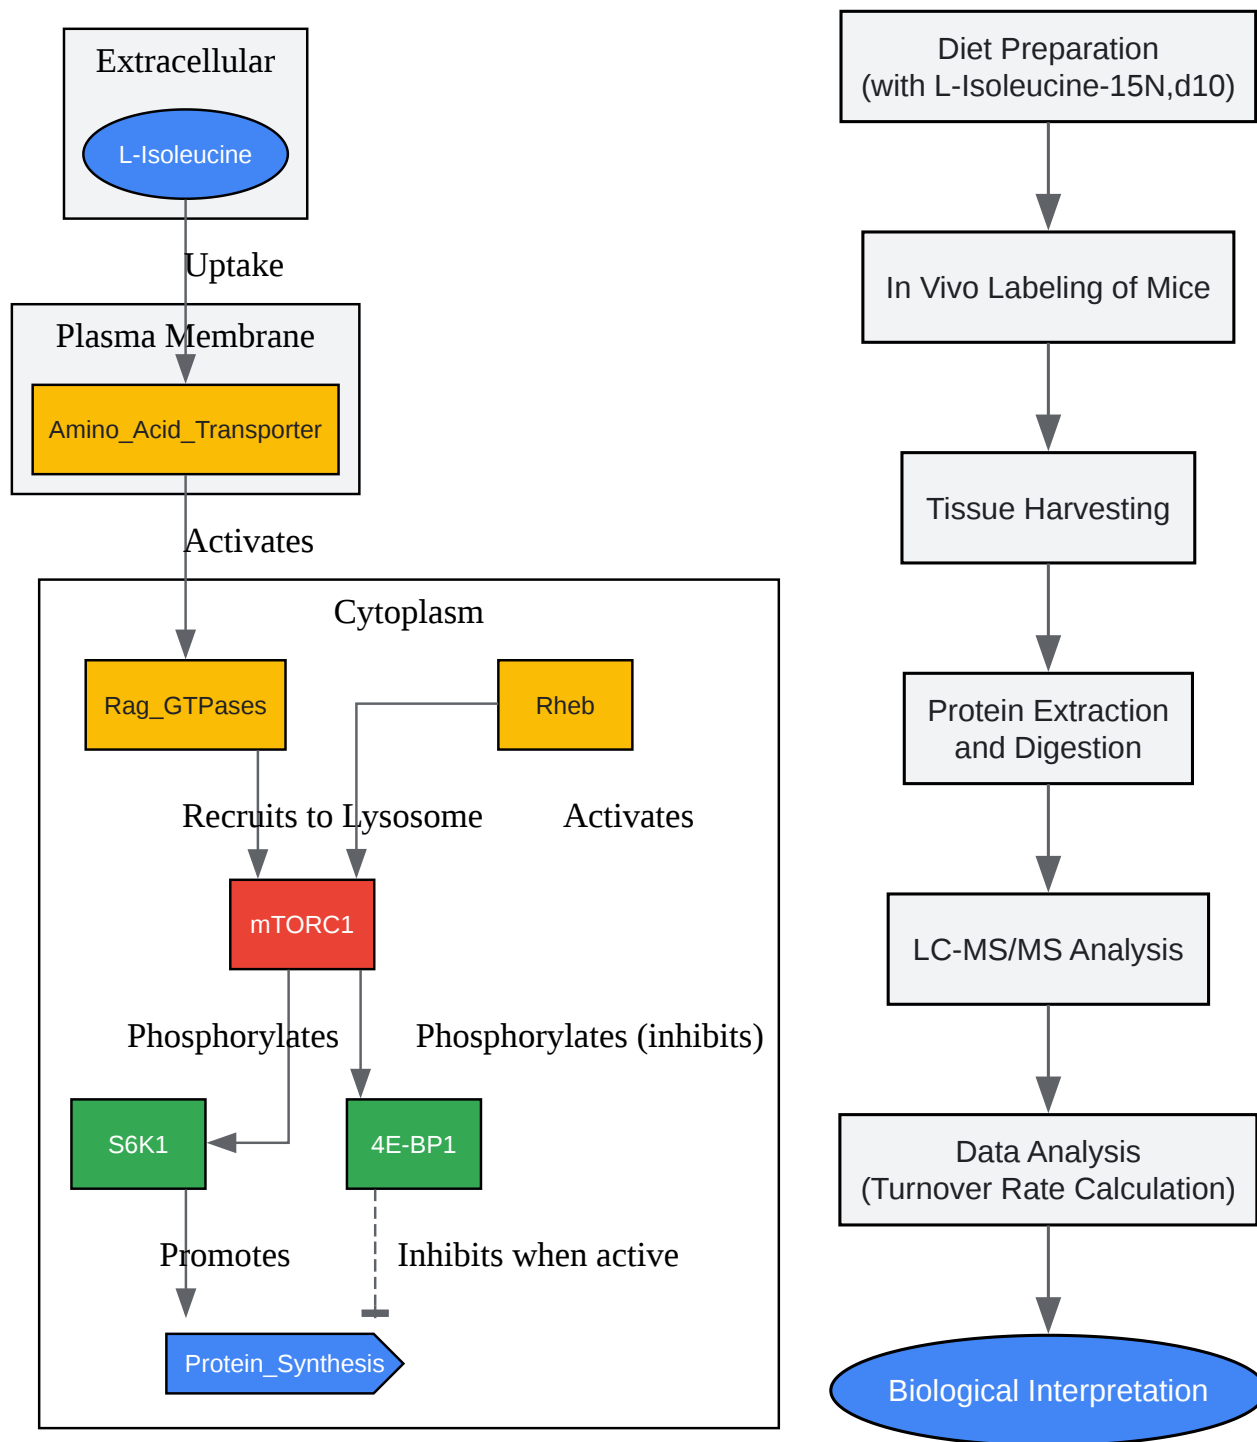 Extracellular
L-Isoleucine
Uptake
Plasma Membrane
Amino_Acid_Transporter
Activates
Cytoplasm
Rag_GTPases
Rheb
Recruits to Lysosome
Activates
mTORC1
Phosphorylates
Phosphorylates (inhibits)
S6K1
4E-BP1
Promotes
Inhibits when active
Protein_Synthesis
Diet Preparation
(with L-Isoleucine-15N,d10)
In Vivo Labeling of Mice
Tissue Harvesting
Protein Extraction
and Digestion
LC-MS/MS Analysis
Data Analysis
(Turnover Rate Calculation)
Biological Interpretation